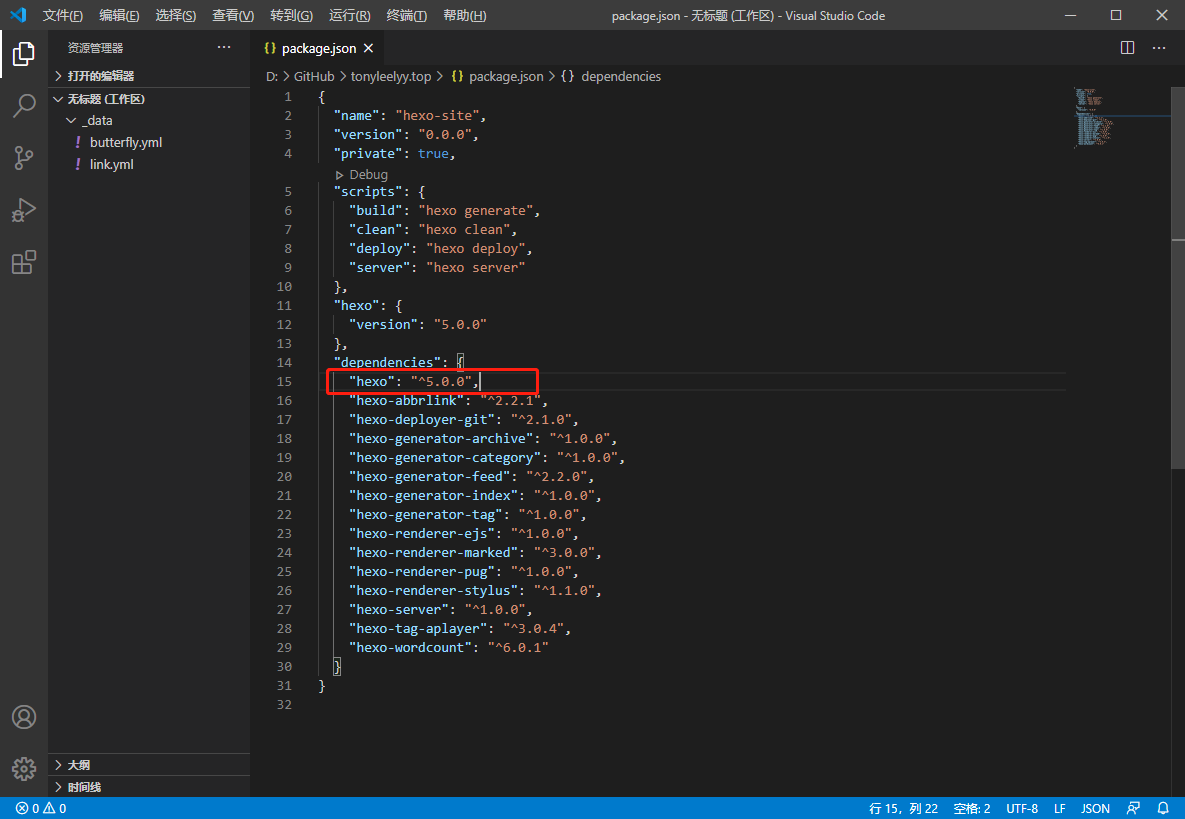 文件(F) 编辑(E) 选择(S) 查看(V) 转到(G) 运行(R) 终端(T) 帮助(H) package.json - 无标题 (工作区) - Visual Studio Code
资源管理器 ···
打开的编辑器
无标题 (工作区)
_data
! butterfly.yml
! link.yml
大纲
时间线
{} package.json ×
D: > GitHub > tonyleelyy.top > {} package.json > {} dependencies
1 {
2 "name": "hexo-site",
3 "version": "0.0.0",
4 "private": true,
Debug
5 "scripts": {
6 "build": "hexo generate",
7 "clean": "hexo clean",
8 "deploy": "hexo deploy",
9 "server": "hexo server"
10 },
11 "hexo": {
12 "version": "5.0.0"
13 },
14 "dependencies": {
15 "hexo": "^5.0.0",
16 "hexo-abbrlink": "^2.2.1",
17 "hexo-deployer-git": "^2.1.0",
18 "hexo-generator-archive": "^1.0.0",
19 "hexo-generator-category": "^1.0.0",
20 "hexo-generator-feed": "^2.2.0",
21 "hexo-generator-index": "^1.0.0",
22 "hexo-generator-tag": "^1.0.0",
23 "hexo-renderer-ejs": "^1.0.0",
24 "hexo-renderer-marked": "^3.0.0",
25 "hexo-renderer-pug": "^1.0.0",
26 "hexo-renderer-stylus": "^1.1.0",
27 "hexo-server": "^1.0.0",
28 "hexo-tag-aplayer": "^3.0.4",
29 "hexo-wordcount": "^6.0.1"
30 }
31 }
32
0 0 行 15，列 22 空格: 2 UTF-8 LF JSON